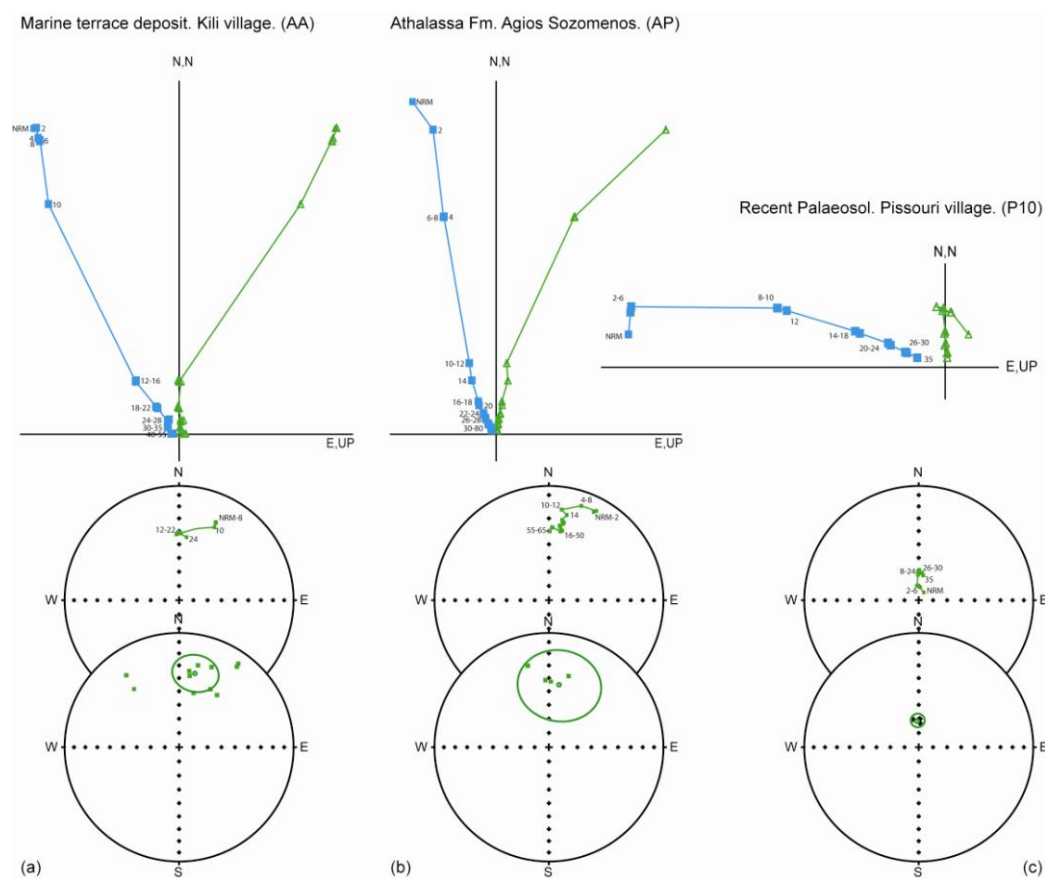 Marine terrace deposit. Kili village. (AA)
N,N
NRM 2
4 6
8
10
12-16
18-22
24-28
30-35
40-55
E,UP
Athalassa Fm. Agios Sozomenos. (AP)
N,N
NRM
2
6-8 4
10-12
14
16-18
20
22-24
26-28
30-80
E,UP
Recent Palaeosol. Pissouri village. (P10)
N,N
2-6
NRM
8-10
12
14-18
20-24
26-30
35
E,UP
N
NRM-8
10
12-22
24
W E
N
W E
S
(a)
N
4-8
10-12
NRM-2
14
55-65
16-50
W E
N
W E
S
(b)
N
8-24 26-30
35
2-6 NRM
W E
N
W E
S
(c)